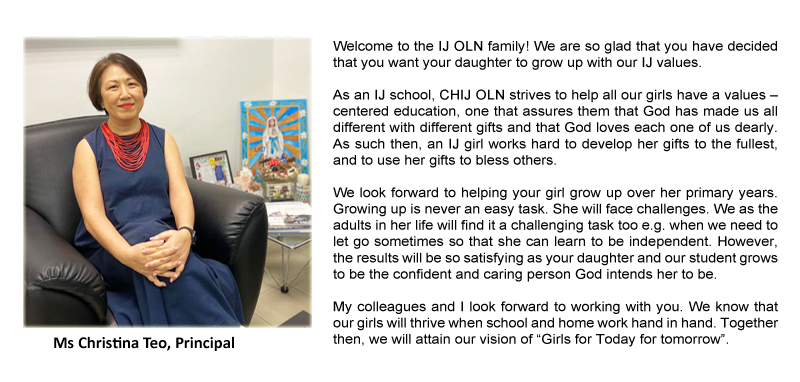 Welcome to the IJ OLN family! We are so glad that you have decided
that you want your daughter to grow up with our IJ values.
As an IJ school, CHIJ OLN strives to help all our girls have a values –
centered education, one that assures them that God has made us all
different with different gifts and that God loves each one of us dearly.
As such then, an IJ girl works hard to develop her gifts to the fullest,
and to use her gifts to bless others.
We look forward to helping your girl grow up over her primary years.
Growing up is never an easy task. She will face challenges. We as the
adults in her life will find it a challenging task too e.g. when we need to
let go sometimes so that she can learn to be independent. However,
the results will be so satisfying as your daughter and our student grows
to be the confident and caring person God intends her to be.
My colleagues and I look forward to working with you. We know that
our girls will thrive when school and home work hand in hand. Together
then, we will attain our vision of “Girls for Today for tomorrow”.
Ms Christina Teo, Principal